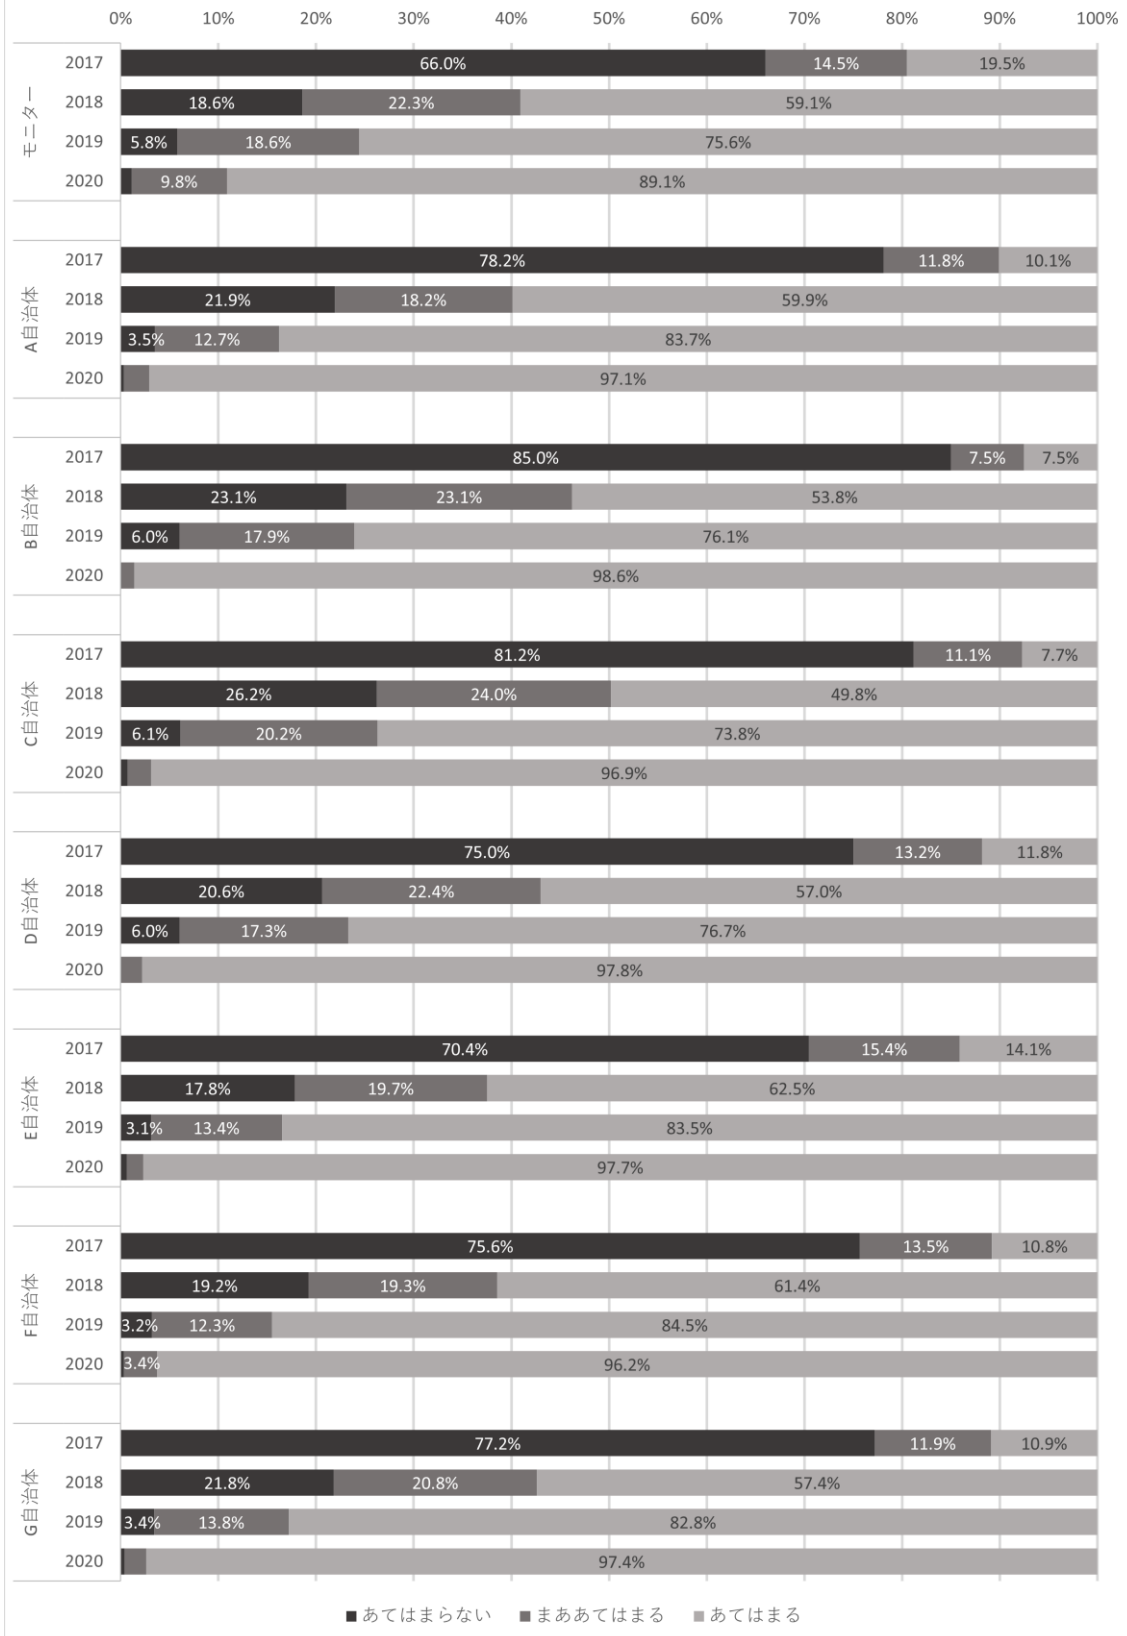 0% 10% 20% 30% 40% 50% 60% 70% 80% 90% 100%
モニター
2017 66.0% 14.5% 19.5%
2018 18.6% 22.3% 59.1%
2019 5.8% 18.6% 75.6%
2020 9.8% 89.1%
A自治体
2017 78.2% 11.8% 10.1%
2018 21.9% 18.2% 59.9%
2019 3.5% 12.7% 83.7%
2020 97.1%
B自治体
2017 85.0% 7.5% 7.5%
2018 23.1% 23.1% 53.8%
2019 6.0% 17.9% 76.1%
2020 98.6%
C自治体
2017 81.2% 11.1% 7.7%
2018 26.2% 24.0% 49.8%
2019 6.1% 20.2% 73.8%
2020 96.9%
D自治体
2017 75.0% 13.2% 11.8%
2018 20.6% 22.4% 57.0%
2019 6.0% 17.3% 76.7%
2020 97.8%
E自治体
2017 70.4% 15.4% 14.1%
2018 17.8% 19.7% 62.5%
2019 3.1% 13.4% 83.5%
2020 97.7%
F自治体
2017 75.6% 13.5% 10.8%
2018 19.2% 19.3% 61.4%
2019 3.2% 12.3% 84.5%
2020 3.4% 96.2%
G自治体
2017 77.2% 11.9% 10.9%
2018 21.8% 20.8% 57.4%
2019 3.4% 13.8% 82.8%
2020 97.4%
あてはまらない まああてはまる あてはまる